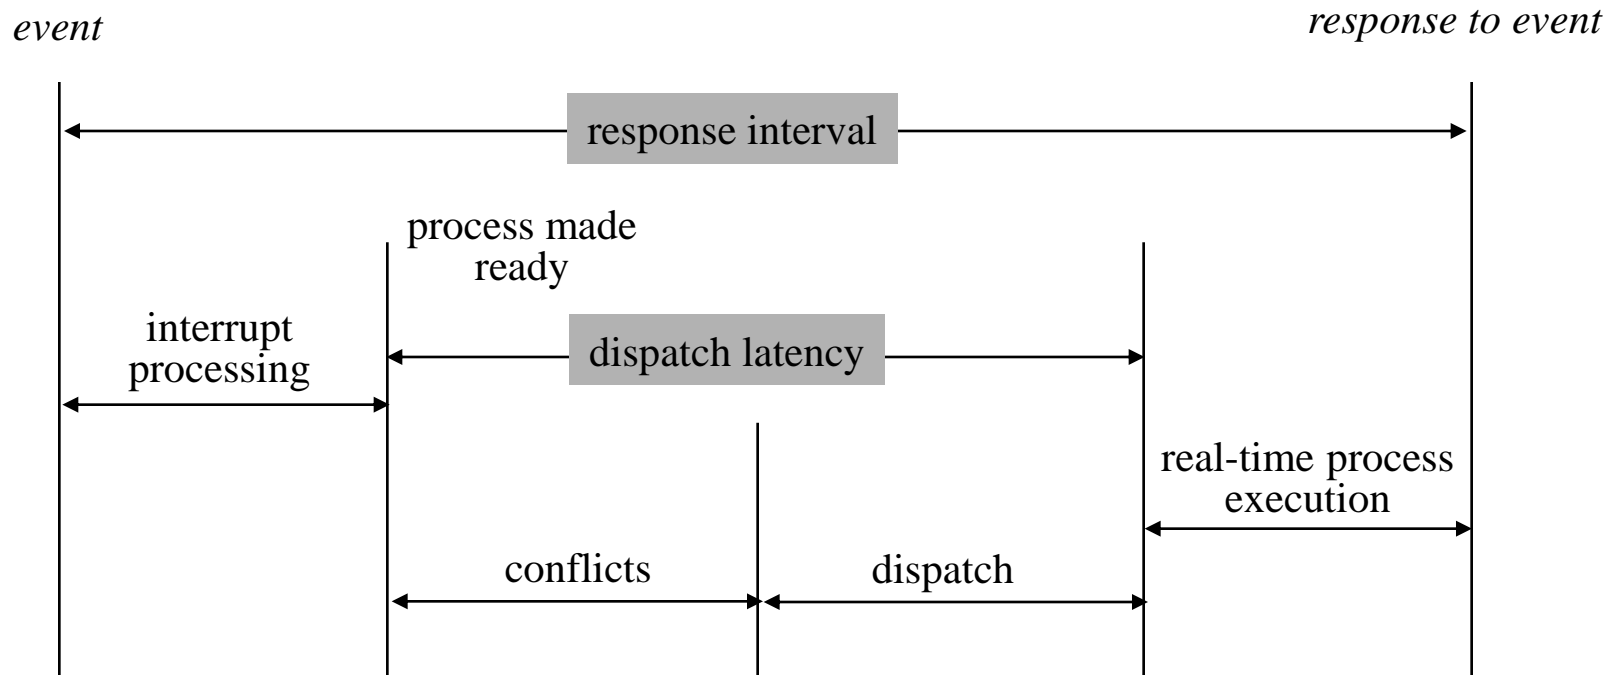 event
response to event
response interval
process made
ready
interrupt
processing
dispatch latency
real-time process
execution
conflicts
dispatch